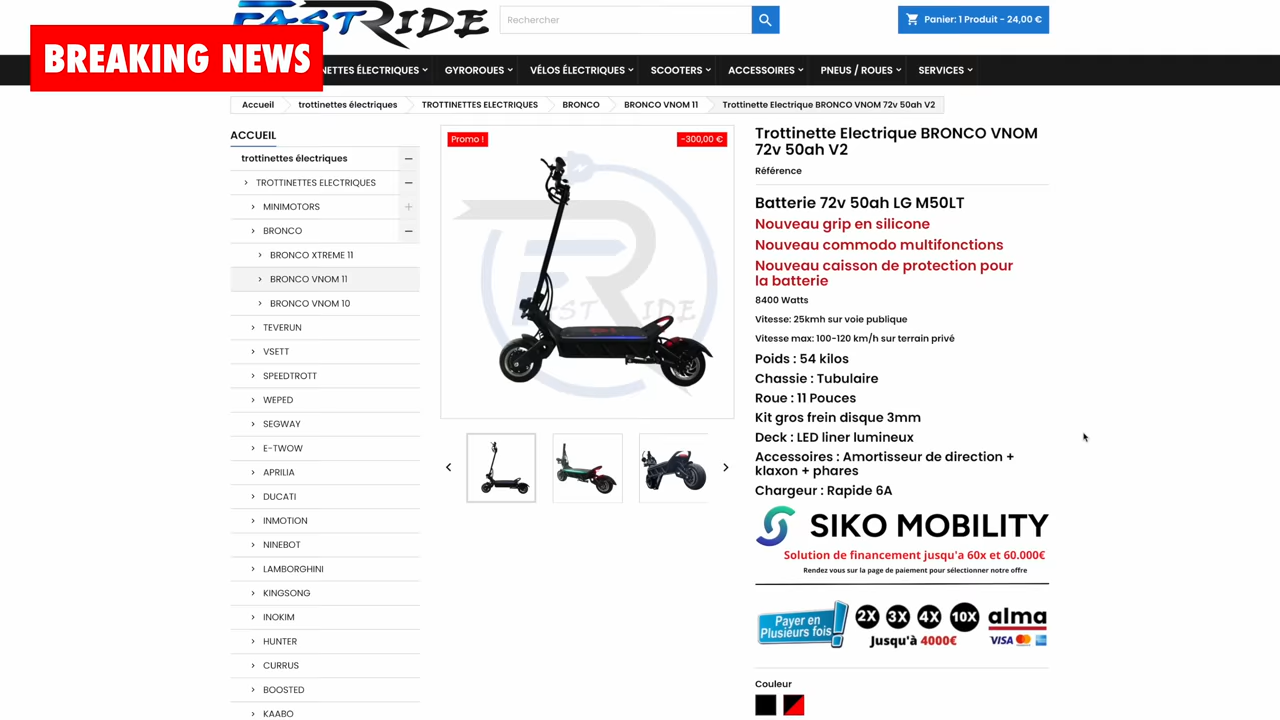 FASTRIDE
Rechercher
Panier: 1 Produit - 24,00 €
BREAKING NEWS
NETTES ÉLECTRIQUES
GYROROUES
VÉLOS ÉLECTRIQUES
SCOOTERS
ACCESSOIRES
PNEUS / ROUES
SERVICES
Accueil
trottinettes électriques
TROTTINETTES ELECTRIQUES
BRONCO
BRONCO VNOM 11
Trottinette Electrique BRONCO VNOM 72v 50ah V2
ACCUEIL
trottinettes électriques
TROTTINETTES ELECTRIQUES
MINIMOTORS
BRONCO
BRONCO XTREME 11
BRONCO VNOM 11
BRONCO VNOM 10
TEVERUN
VSETT
SPEEDTROTT
WEPED
SEGWAY
E-TWOW
APRILIA
DUCATI
INMOTION
NINEBOT
LAMBORGHINI
KINGSONG
INOKIM
HUNTER
CURRUS
BOOSTED
KAABO
Promo !
-300,00 €
FAST RIDE
Trottinette Electrique BRONCO VNOM
72v 50ah V2
Référence
Batterie 72v 50ah LG M50LT
Nouveau grip en silicone
Nouveau commodo multifonctions
Nouveau caisson de protection pour
la batterie
8400 Watts
Vitesse: 25kmh sur voie publique
Vitesse max: 100-120 km/h sur terrain privé
Poids : 54 kilos
Chassie : Tubulaire
Roue : 11 Pouces
Kit gros frein disque 3mm
Deck : LED liner lumineux
Accessoires : Amortisseur de direction +
klaxon + phares
Chargeur : Rapide 6A
SIKO MOBILITY
Solution de financement jusqu'a 60x et 60.000€
Rendez vous sur la page de paiement pour sélectionner notre offre
Payer en
Plusieurs fois
2X 3X 4X 10X
Jusqu'à 4000€
alma
VISA
Couleur